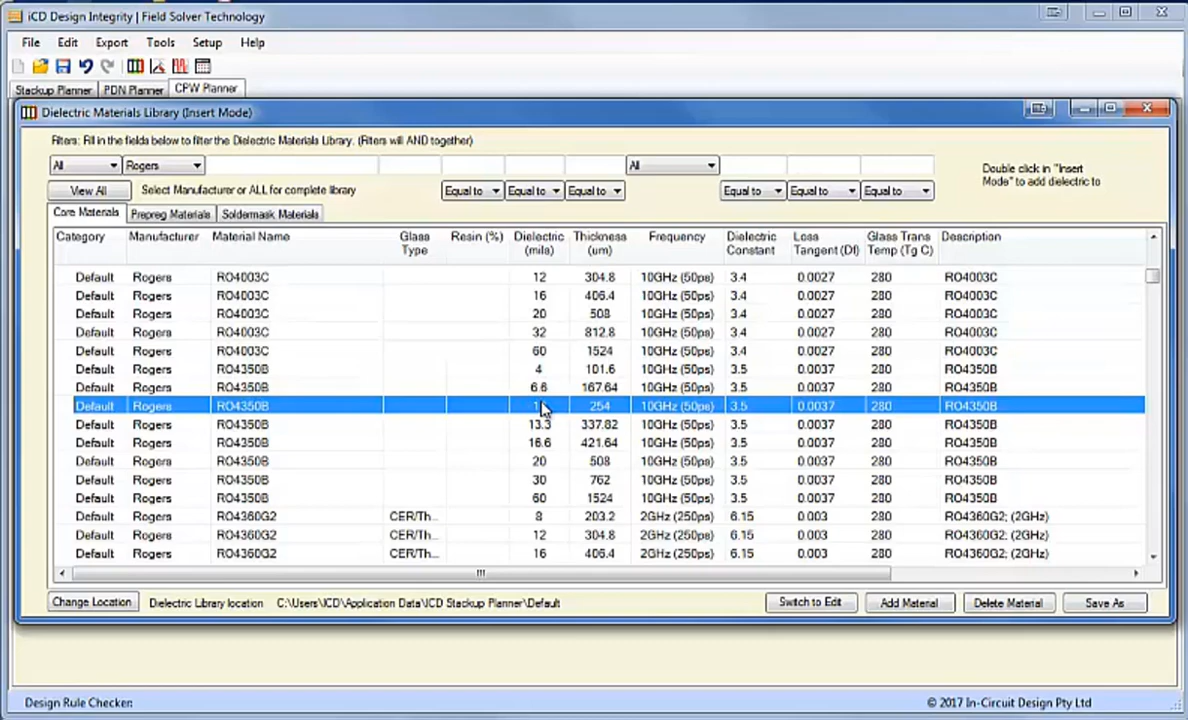 iCD Design Integrity | Field Solver Technology
File Edit Export Tools Setup Help
Stackup Planner PDN Planner CPW Planner
Dielectric Materials Library (Insert Mode)
Filters: Fill in the fields below to filter the Dielectric Materials Library. (Filters will AND together)
All Rogers All
Double click in "Insert
Mode" to add dielectric to
View All Select Manufacturer or ALL for complete library Equal to Equal to Equal to Equal to Equal to Equal to
Core Materials Prepreg Materials Soldermask Materials
Category Manufacturer Material Name Glass Type Resin (%) Dielectric (mils) Thickness (um) Frequency Dielectric Constant Loss Tangent (Df) Glass Trans Temp (Tg C) Description
Default Rogers RO4003C 12 304.8 10GHz (50ps) 3.4 0.0027 280 RO4003C
Default Rogers RO4003C 16 406.4 10GHz (50ps) 3.4 0.0027 280 RO4003C
Default Rogers RO4003C 20 508 10GHz (50ps) 3.4 0.0027 280 RO4003C
Default Rogers RO4003C 32 812.8 10GHz (50ps) 3.4 0.0027 280 RO4003C
Default Rogers RO4003C 60 1524 10GHz (50ps) 3.4 0.0027 280 RO4003C
Default Rogers RO4350B 4 101.6 10GHz (50ps) 3.5 0.0037 280 RO4350B
Default Rogers RO4350B 6.6 167.64 10GHz (50ps) 3.5 0.0037 280 RO4350B
Default Rogers RO4350B 254 10GHz (50ps) 3.5 0.0037 280 RO4350B
Default Rogers RO4350B 13.3 337.82 10GHz (50ps) 3.5 0.0037 280 RO4350B
Default Rogers RO4350B 16.6 421.64 10GHz (50ps) 3.5 0.0037 280 RO4350B
Default Rogers RO4350B 20 508 10GHz (50ps) 3.5 0.0037 280 RO4350B
Default Rogers RO4350B 30 762 10GHz (50ps) 3.5 0.0037 280 RO4350B
Default Rogers RO4350B 60 1524 10GHz (50ps) 3.5 0.0037 280 RO4350B
Default Rogers RO4360G2 CER/Th... 8 203.2 2GHz (250ps) 6.15 0.003 280 RO4360G2; (2GHz)
Default Rogers RO4360G2 CER/Th... 12 304.8 2GHz (250ps) 6.15 0.003 280 RO4360G2; (2GHz)
Default Rogers RO4360G2 CER/Th... 16 406.4 2GHz (250ps) 6.15 0.003 280 RO4360G2; (2GHz)
Change Location Dielectric Library location C:\Users\ICD\Application Data\ICD Stackup Planner\Default Switch to Edit Add Material Delete Material Save As
Design Rule Checker: © 2017 In-Circuit Design Pty Ltd